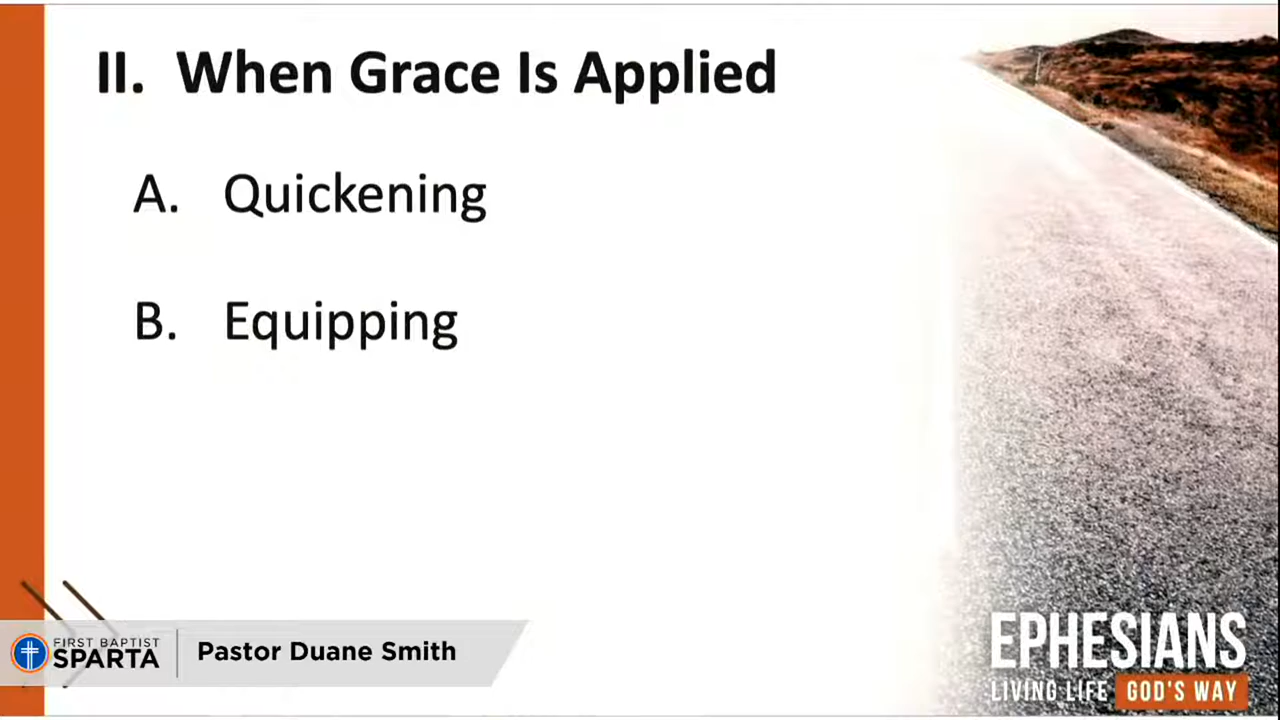 II. When Grace Is Applied
A. Quickening
B. Equipping
FIRST BAPTIST
SPARTA
Pastor Duane Smith
EPHESIANS
LIVING LIFE GOD'S WAY